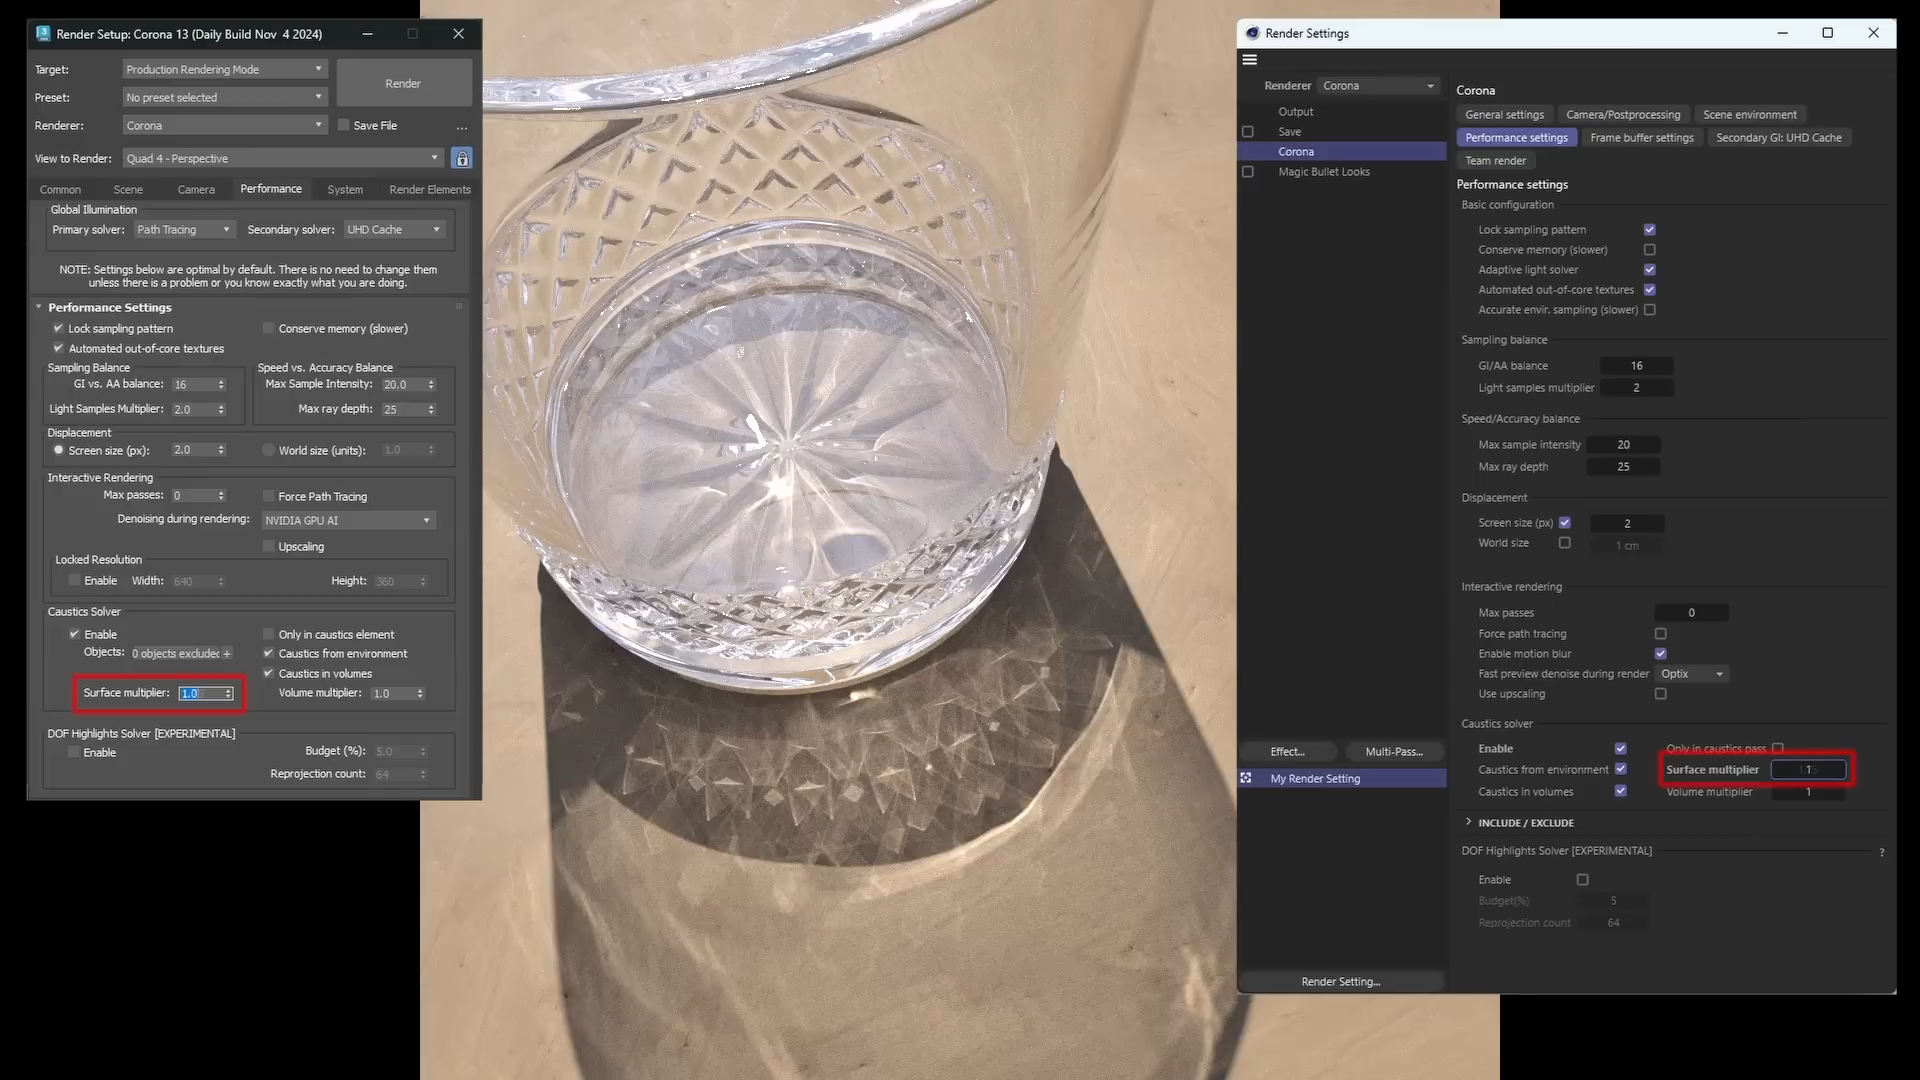 Render Setup: Corona 13 (Daily Build Nov 4 2024)
Target: Production Rendering Mode
Render
Preset: No preset selected
Renderer: Corona
Save File ...
View to Render: Quad 4 - Perspective
Common Scene Camera Performance System Render Elements
Global Illumination
Primary solver: Path Tracing Secondary solver: UHD Cache
NOTE: Settings below are optimal by default. There is no need to change them
unless there is a problem or you know exactly what you are doing.
Performance Settings
Lock sampling pattern Conserve memory (slower)
Automated out-of-core textures
Sampling Balance Speed vs. Accuracy Balance
GI vs. AA balance: 16 Max Sample Intensity: 20.0
Light Samples Multiplier: 2.0 Max ray depth: 25
Displacement
Screen size (px): 2.0 World size (units): 1.0
Interactive Rendering
Max passes: 0 Force Path Tracing
Denoising during rendering: NVIDIA GPU AI
Upscaling
Locked Resolution
Enable Width: 640 Height: 360
Caustics Solver
Enable Only in caustics element
Objects: 0 objects excluded + Caustics from environment
Caustics in volumes
Surface multiplier: 1.0 Volume multiplier: 1.0
DOF Highlights Solver [EXPERIMENTAL]
Enable Budget (%): 5.0
Reprojection count: 64
Render Settings
Renderer Corona
Output
Save
Corona
Magic Bullet Looks
Effect... Multi-Pass...
My Render Setting
Render Setting...
Corona
General settings Camera/Postprocessing Scene environment
Performance settings Frame buffer settings Secondary GI: UHD Cache
Team render
Performance settings
Basic configuration
Lock sampling pattern
Conserve memory (slower)
Adaptive light solver
Automated out-of-core textures
Accurate envir. sampling (slower)
Sampling balance
GI/AA balance 16
Light samples multiplier 2
Speed/Accuracy balance
Max sample intensity 20
Max ray depth 25
Displacement
Screen size (px) 2
World size 1 cm
Interactive rendering
Max passes 0
Force path tracing
Enable motion blur
Fast preview denoise during render Optix
Use upscaling
Caustics solver
Enable Only in caustics pass
Caustics from environment Surface multiplier 1
Caustics in volumes Volume multiplier 1
INCLUDE / EXCLUDE
DOF Highlights Solver [EXPERIMENTAL] ?
Enable
Budget(%) 5
Reprojection count 64